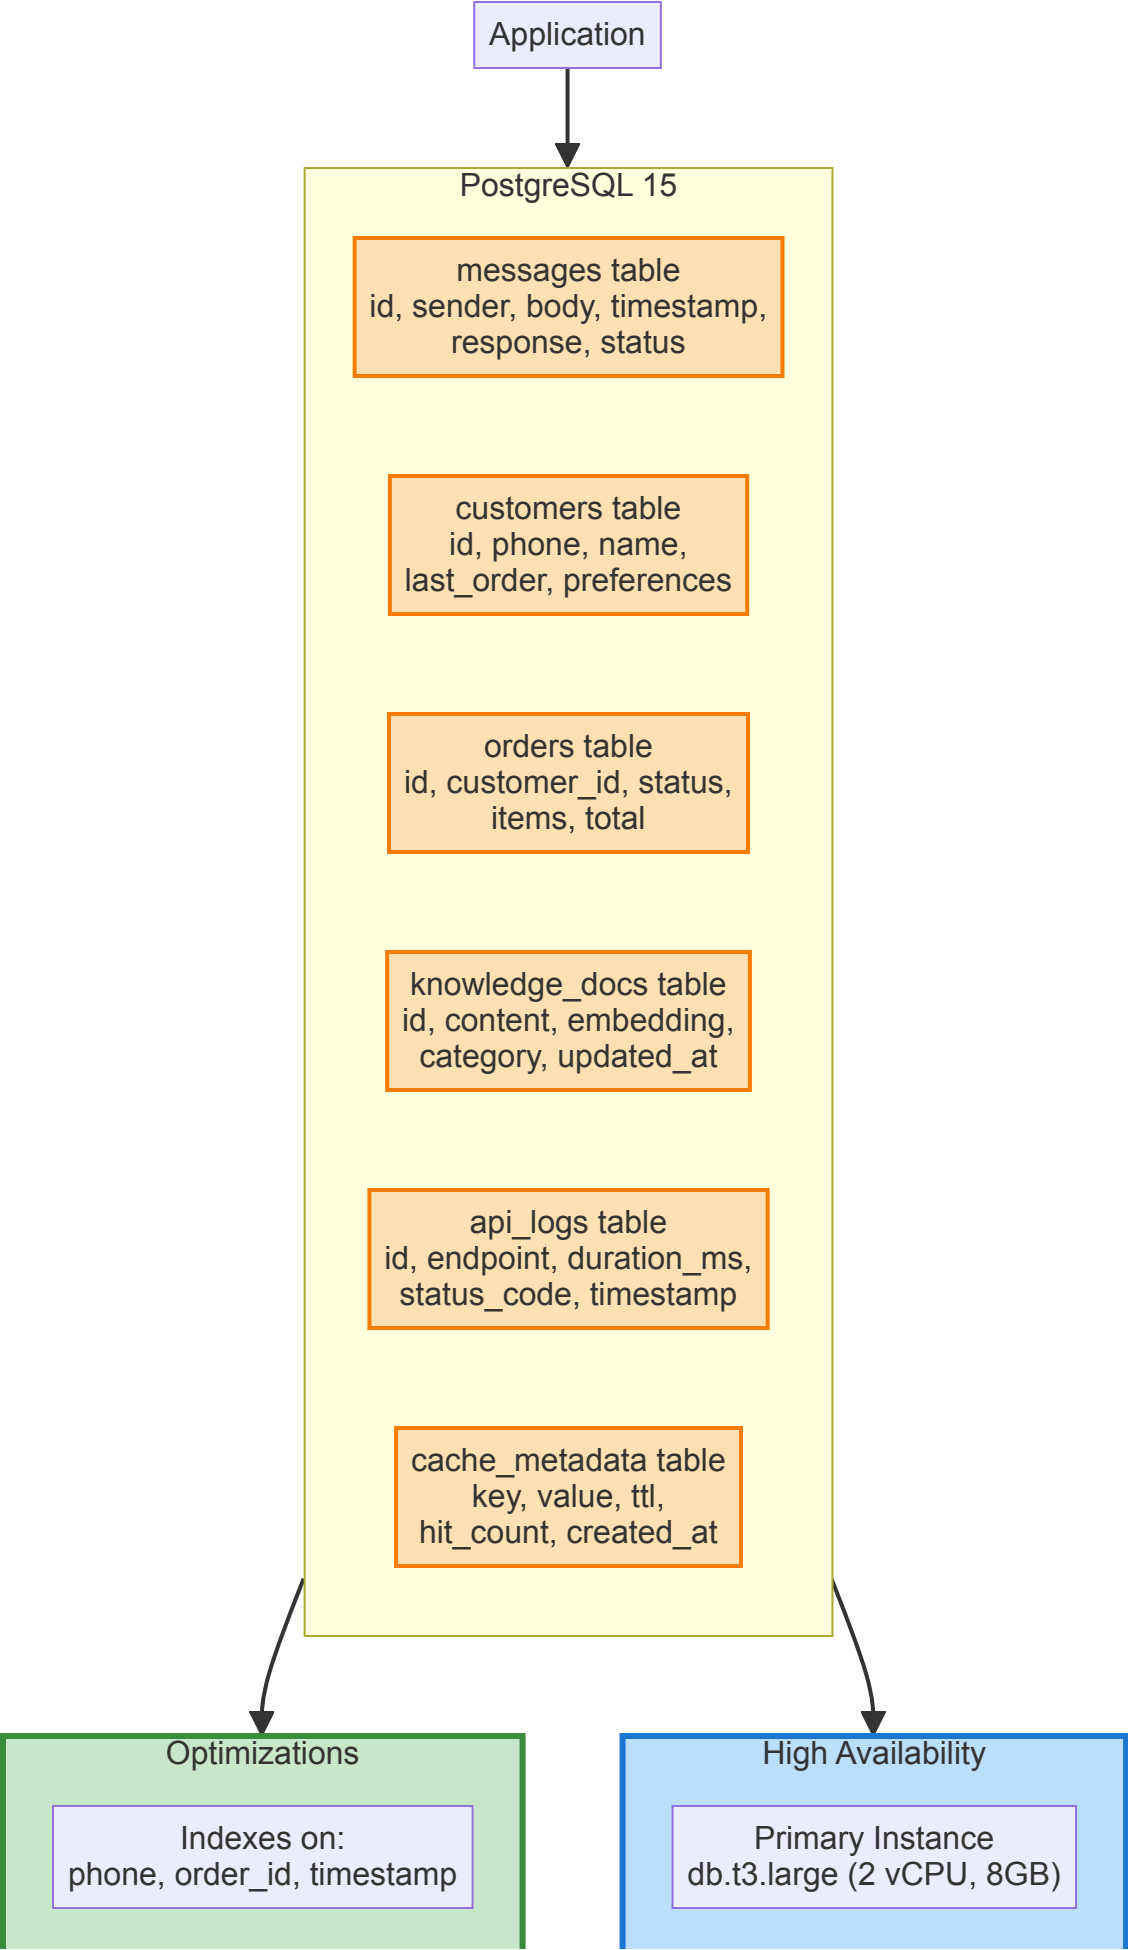 Application
PostgreSQL 15
messages table
id, sender, body, timestamp,
response, status
customers table
id, phone, name,
last_order, preferences
orders table
id, customer_id, status,
items, total
knowledge_docs table
id, content, embedding,
category, updated_at
api_logs table
id, endpoint, duration_ms,
status_code, timestamp
cache_metadata table
key, value, ttl,
hit_count, created_at
Optimizations
Indexes on:
phone, order_id, timestamp
High Availability
Primary Instance
db.t3.large (2 vCPU, 8GB)